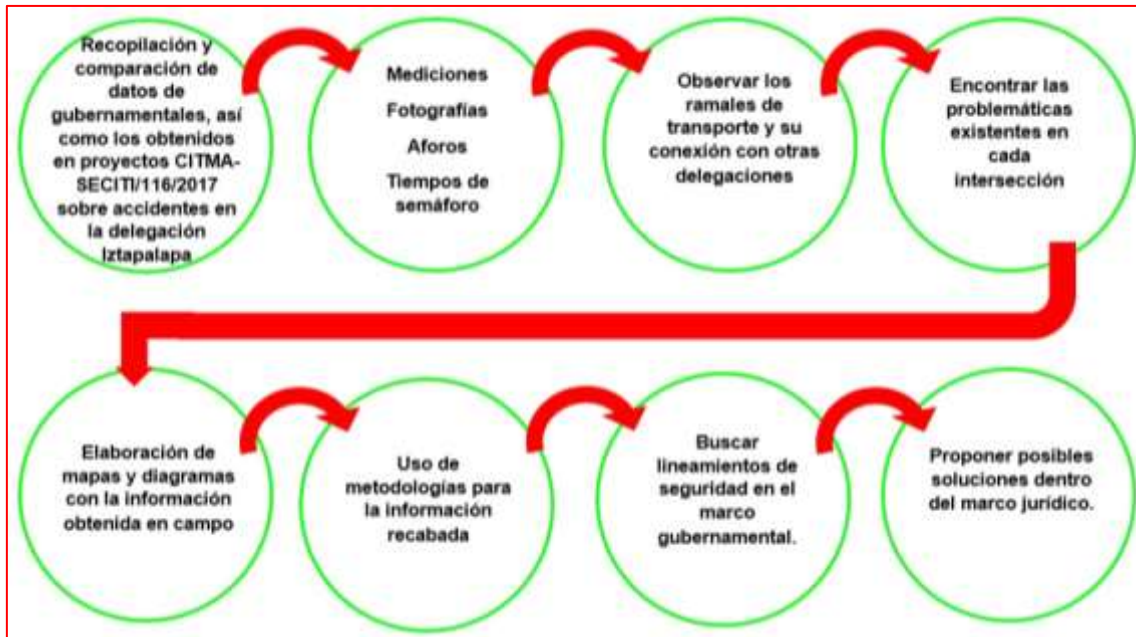 Recopilación y
comparación de
datos de
gubernamentales, así
como los obtenidos
en proyectos CITMA-
SECITI/116/2017
sobre accidentes en
la delegación
Iztapalapa
Mediciones
Fotografías
Aforos
Tiempos de
semáforo
Observar los
ramales de
transporte y su
conexión con otras
delegaciones
Encontrar las
problemáticas
existentes en
cada
intersección
Elaboración de
mapas y diagramas
con la información
obtenida en campo
Uso de
metodologías para
la información
recabada
Buscar
lineamientos de
seguridad en el
marco
gubernamental.
Proponer posibles
soluciones dentro
del marco jurídico.